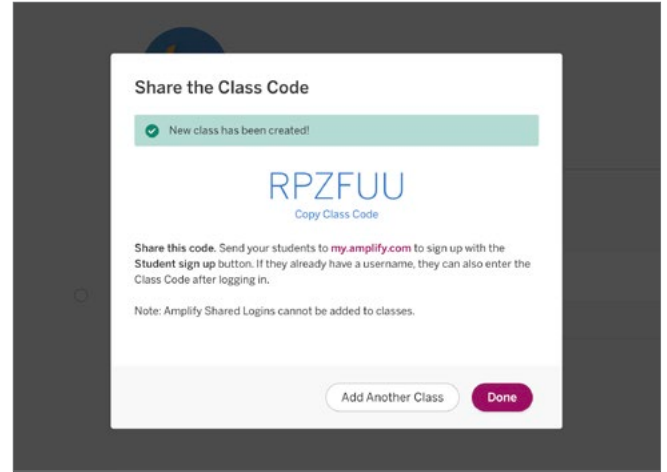 Share the Class Code
New class has been created!
RPZFUU
Copy Class Code
Share this code. Send your students to my.amplify.com to sign up with the
Student sign up button. If they already have a username, they can also enter the
Class Code after logging in.
Note: Amplify Shared Logins cannot be added to classes.
Add Another Class
Done